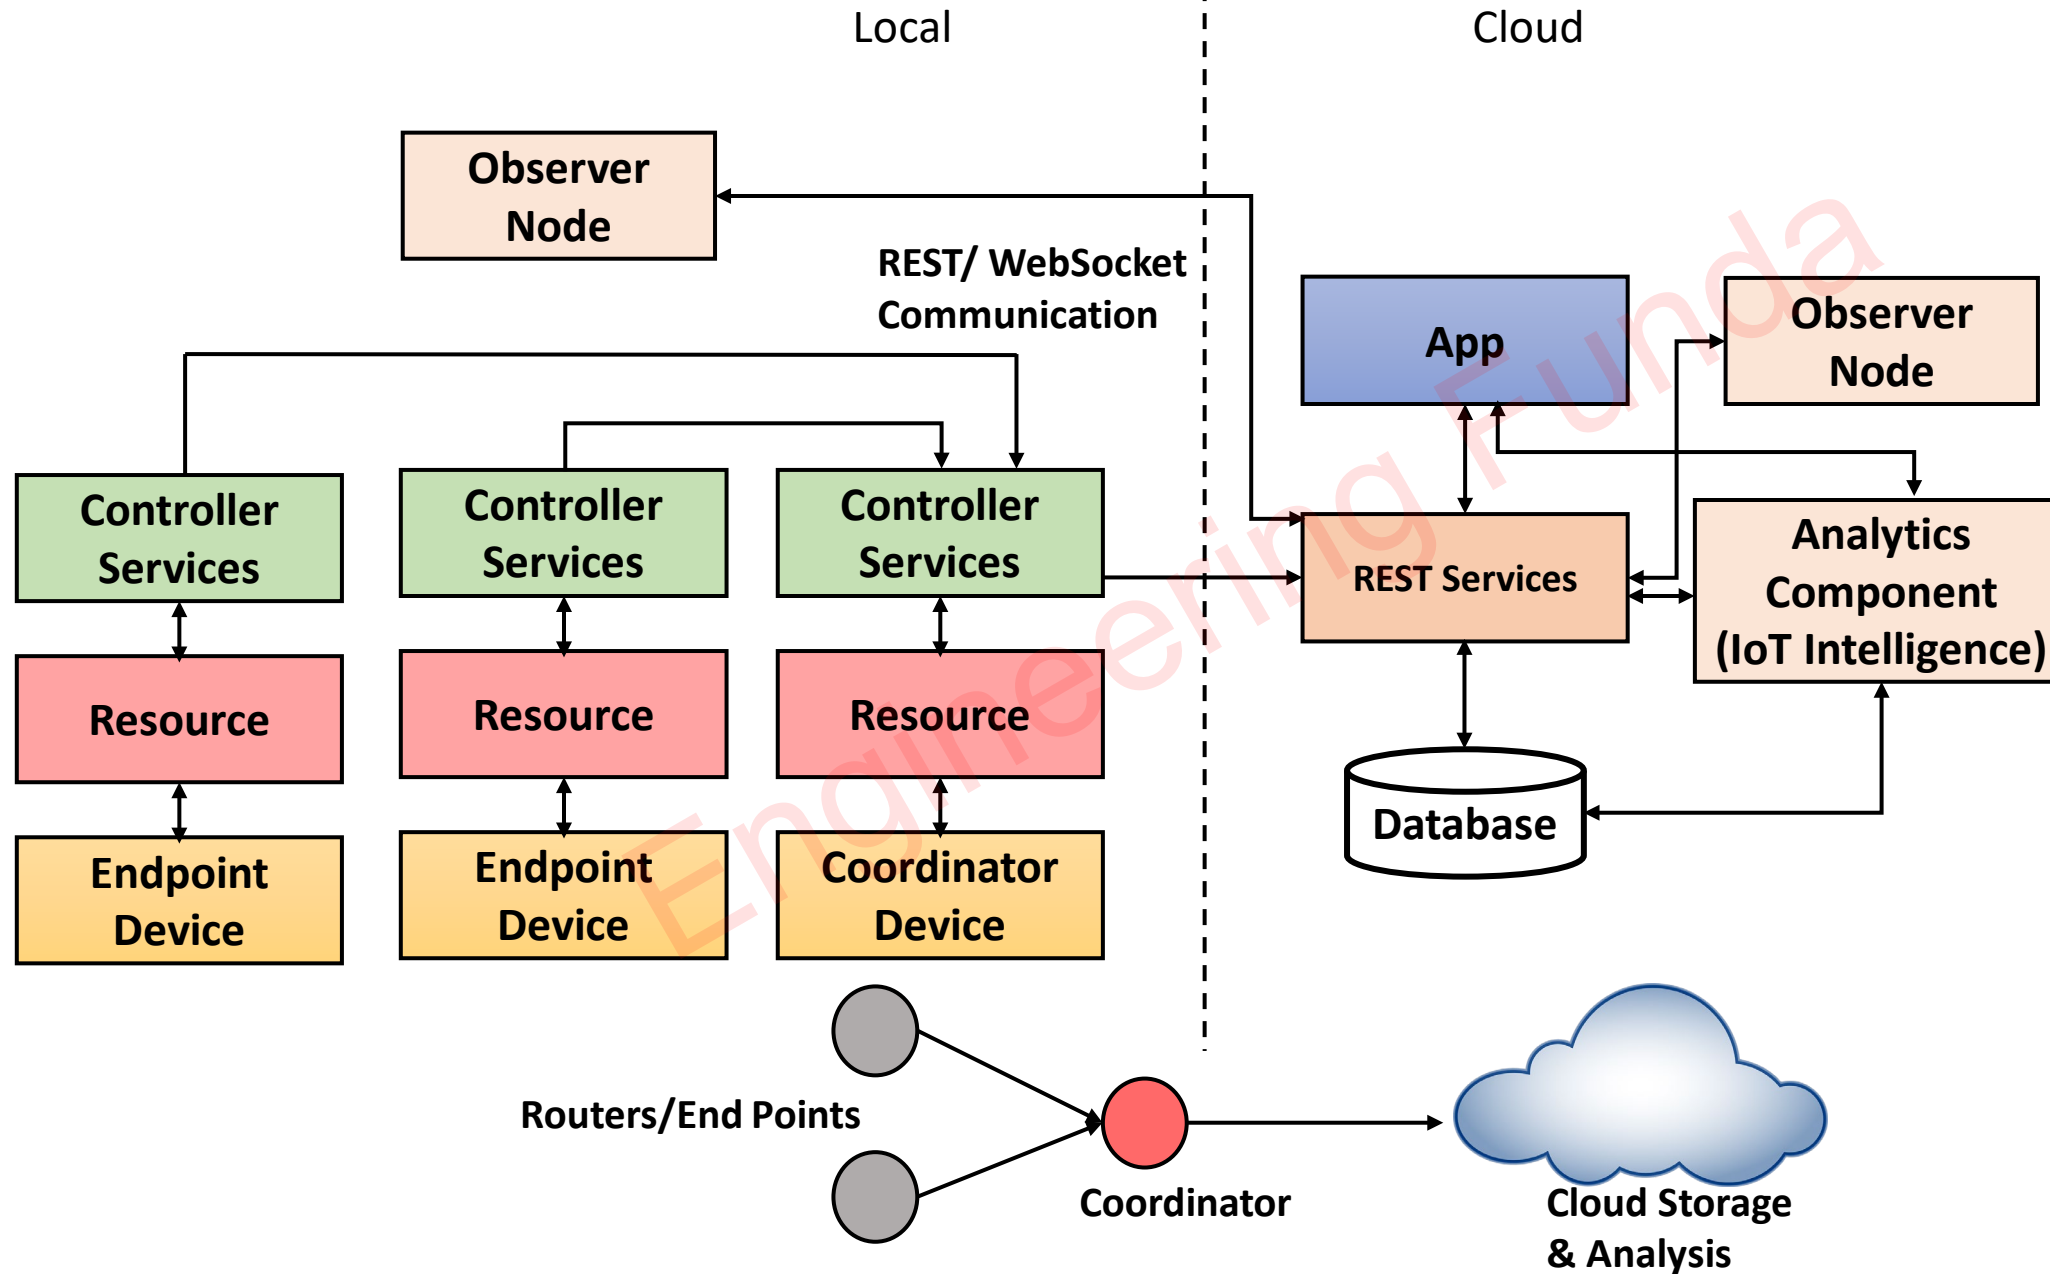 Local
Cloud
Observer
Node
REST/ WebSocket
Communication
App
Observer
Node
Controller
Services
Controller
Services
Controller
Services
REST Services
Analytics
Component
(IoT Intelligence)
Resource
Resource
Resource
Database
Endpoint
Device
Endpoint
Device
Coordinator
Device
Routers/End Points
Coordinator
Cloud Storage
& Analysis
Engineering Funda